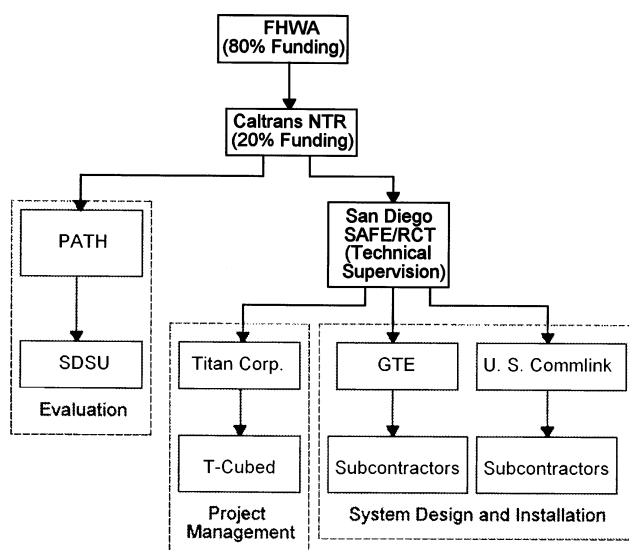 FHWA
(80% Funding)
Caltrans NTR
(20% Funding)
PATH
San Diego
SAFE/RCT
(Technical
Supervision)
SDSU
Evaluation
Titan Corp.
GTE
U. S. Commlink
T-Cubed
Subcontractors
Subcontractors
Project
Management
System Design and Installation